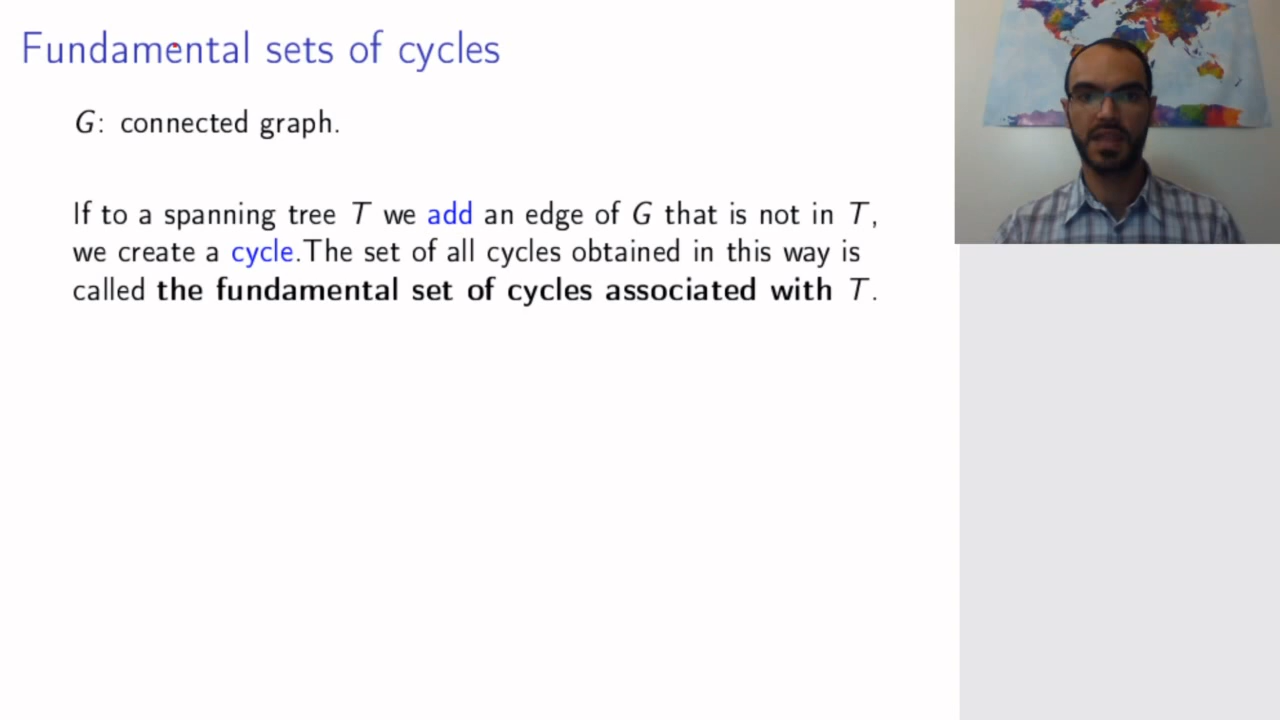 Fundamental sets of cycles
G: connected graph.
If to a spanning tree T we add an edge of G that is not in T,
we create a cycle.The set of all cycles obtained in this way is
called the fundamental set of cycles associated with T.